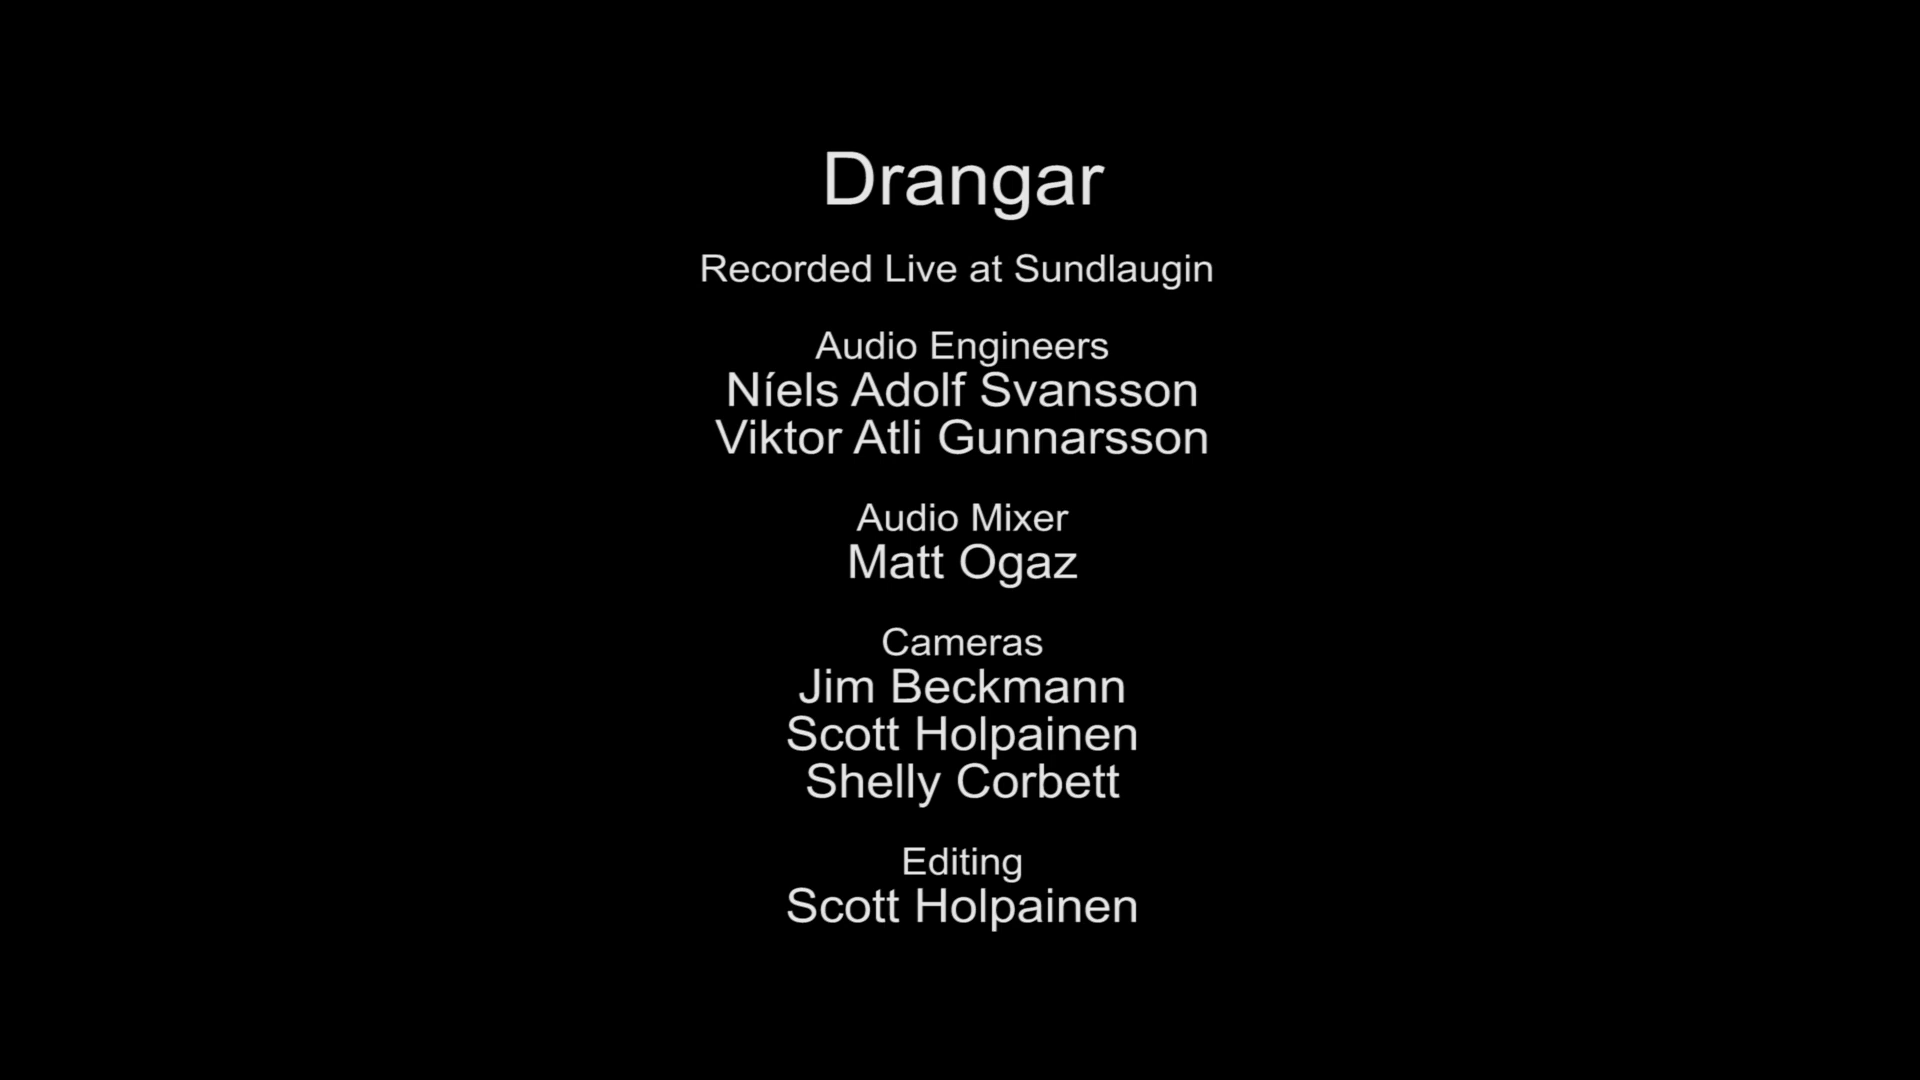 Drangar
Recorded Live at Sundlaugin
Audio Engineers
Níels Adolf Svansson
Viktor Atli Gunnarsson
Audio Mixer
Matt Ogaz
Cameras
Jim Beckmann
Scott Holpainen
Shelly Corbett
Editing
Scott Holpainen